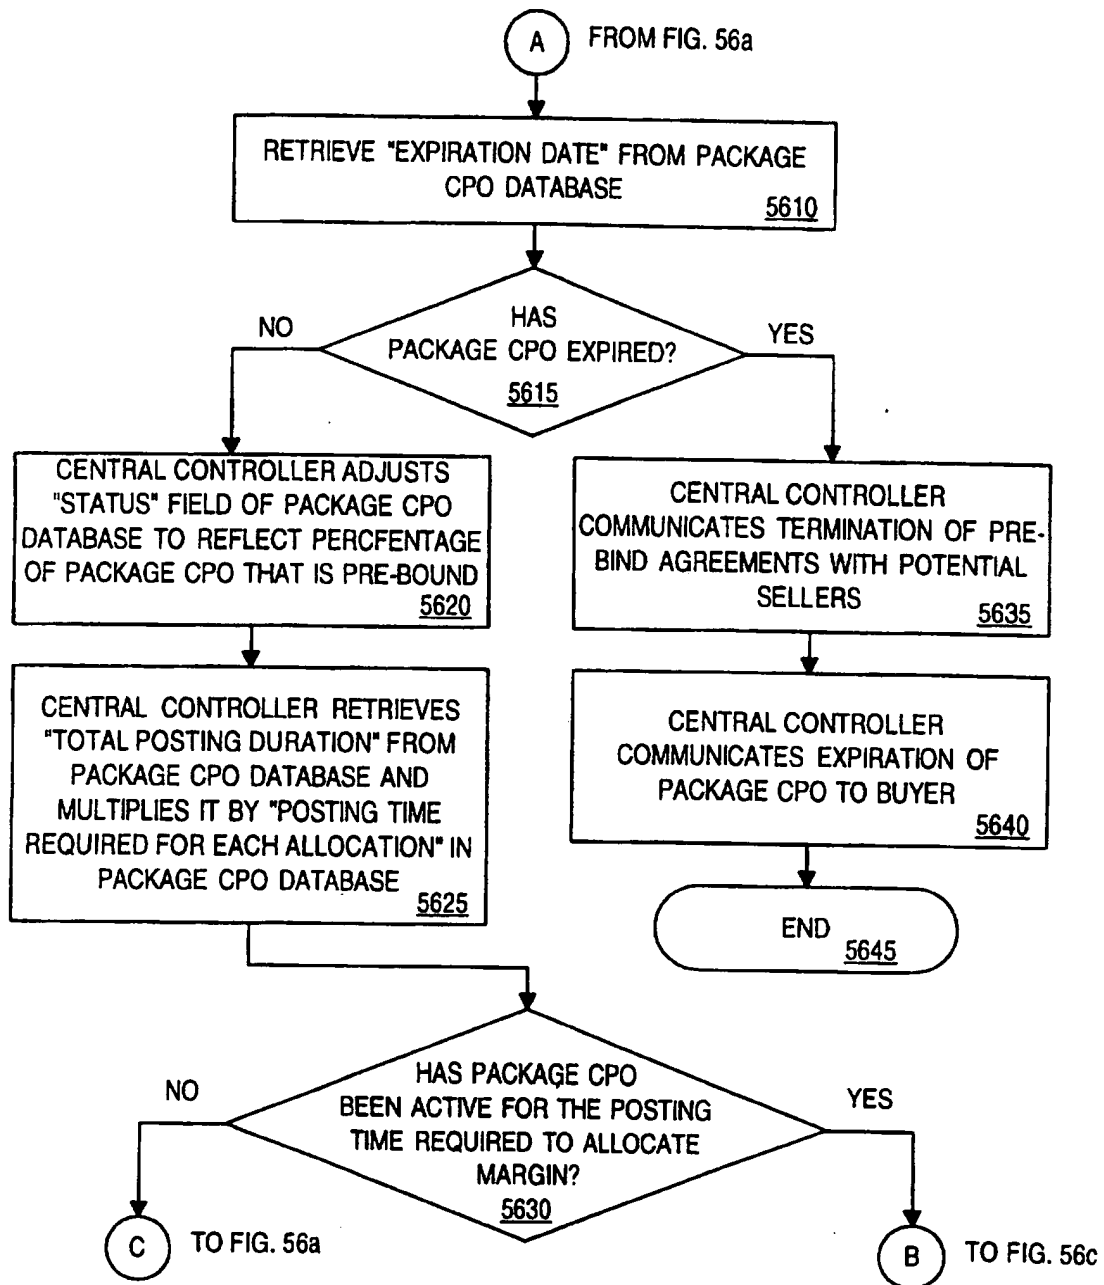 A
FROM FIG. 56a
RETRIEVE "EXPIRATION DATE" FROM PACKAGE
CPO DATABASE
5610
HAS
PACKAGE CPO EXPIRED?
5615
NO
YES
CENTRAL CONTROLLER ADJUSTS
"STATUS" FIELD OF PACKAGE CPO
DATABASE TO REFLECT PERCFENTAGE
OF PACKAGE CPO THAT IS PRE-BOUND
5620
CENTRAL CONTROLLER
COMMUNICATES TERMINATION OF PRE-
BIND AGREEMENTS WITH POTENTIAL
SELLERS
5635
CENTRAL CONTROLLER RETRIEVES
"TOTAL POSTING DURATION" FROM
PACKAGE CPO DATABASE AND
MULTIPLIES IT BY "POSTING TIME
REQUIRED FOR EACH ALLOCATION" IN
PACKAGE CPO DATABASE
5625
CENTRAL CONTROLLER
COMMUNICATES EXPIRATION OF
PACKAGE CPO TO BUYER
5640
END
5645
HAS PACKAGE CPO
BEEN ACTIVE FOR THE POSTING
TIME REQUIRED TO ALLOCATE
MARGIN?
5630
NO
YES
C
TO FIG. 56a
B
TO FIG. 56c